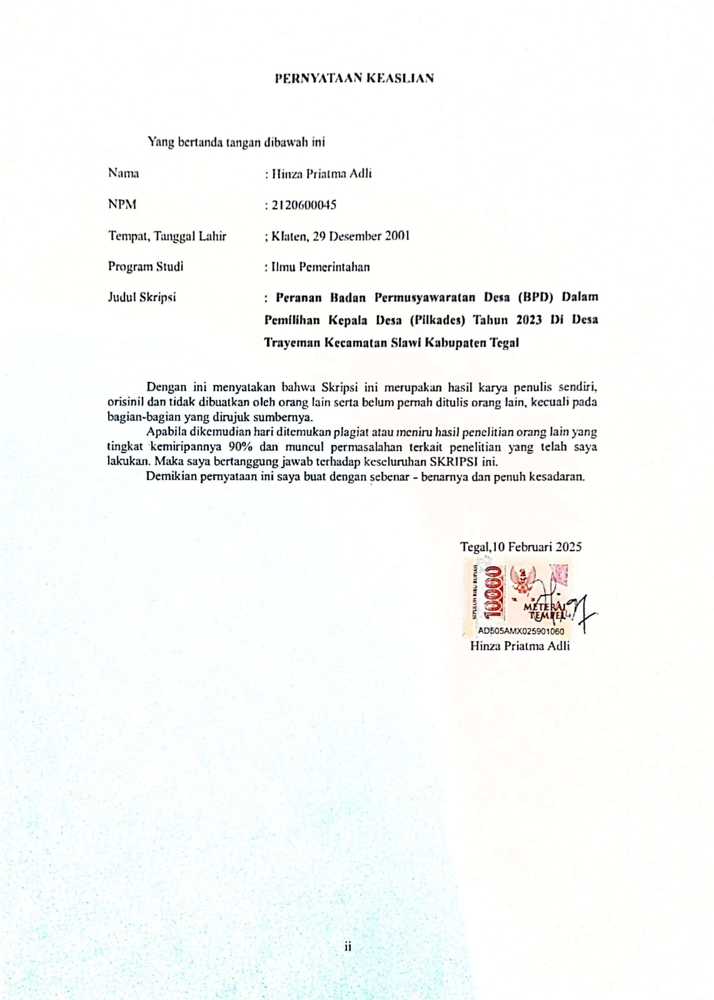 PERNYATAAN KEASLIAN
Yang bertanda tangan dibawah ini
Nama : Hinza Priatma Adli
NPM : 2120600045
Tempat, Tanggal Lahir : Klaten, 29 Desember 2001
Program Studi : Ilmu Pemerintahan
Judul Skripsi : Peranan Badan Permusyawaratan Desa (BPD) Dalam
Pemilihan Kepala Desa (Pilkades) Tahun 2023 Di Desa
Trayeman Kecamatan Slawi Kabupaten Tegal
Dengan ini menyatakan bahwa Skripsi ini merupakan hasil karya penulis sendiri,
orisinil dan tidak dibuatkan oleh orang lain serta belum pernah ditulis orang lain, kecuali pada
bagian-bagian yang dirujuk sumbernya.
Apabila dikemudian hari ditemukan plagiat atau meniru hasil penelitian orang lain yang
tingkat kemiripannya 90% dan muncul permasalahan terkait penelitian yang telah saya
lakukan. Maka saya bertanggung jawab terhadap keseluruhan SKRIPSI ini.
Demikian pernyataan ini saya buat dengan sebenar – benarnya dan penuh kesadaran.
Tegal,10 Februari 2025
SEPULUH RIBU RUPIAH
10000
METERAI
TEMPEL
AD505AMX025901060
Hinza Priatma Adli
ii